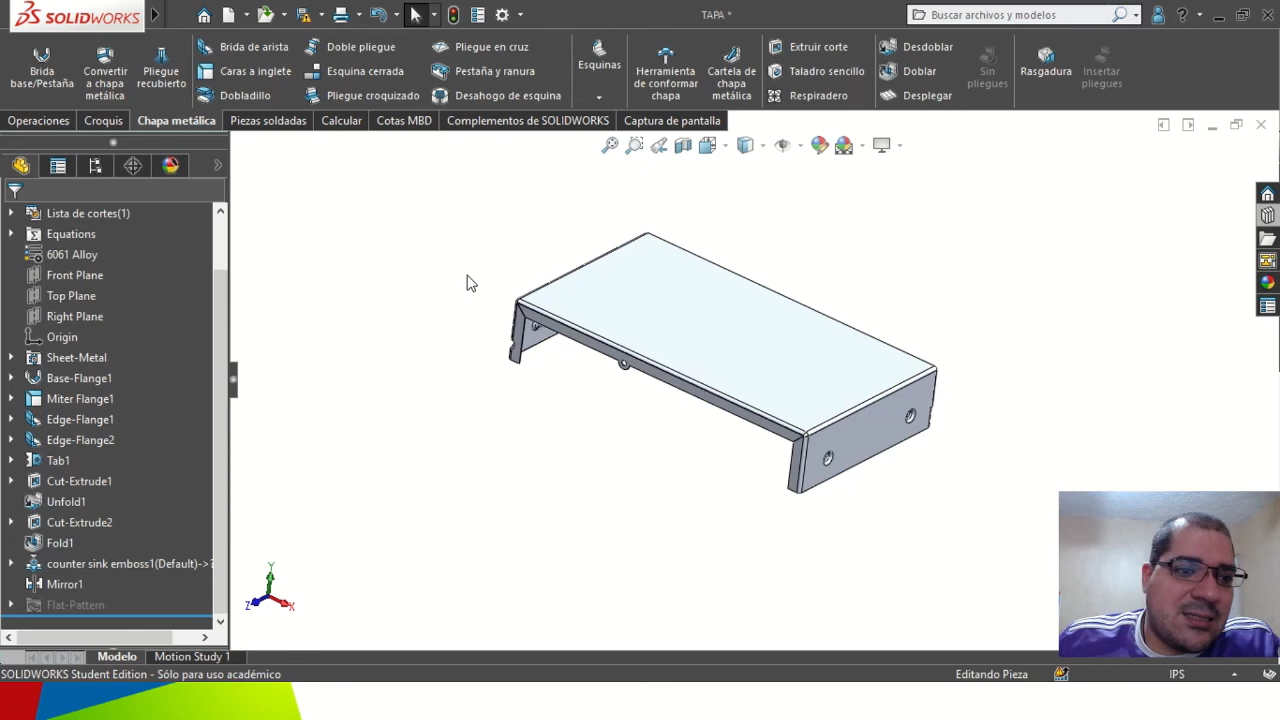 3S SOLIDWORKS
TAPA *
Buscar archivos y modelos
?
Brida base/Pestaña
Convertir a chapa metálica
Pliegue recubierto
Brida de arista
Caras a inglete
Dobladillo
Doble pliegue
Esquina cerrada
Pliegue croquizado
Pliegue en cruz
Pestaña y ranura
Desahogo de esquina
Esquinas
Herramienta de conformar chapa
Cartela de chapa metálica
Extruir corte
Taladro sencillo
Respiradero
Desdoblar
Doblar
Desplegar
Sin pliegues
Rasgadura
Insertar pliegues
Operaciones
Croquis
Chapa metálica
Piezas soldadas
Calcular
Cotas MBD
Complementos de SOLIDWORKS
Captura de pantalla
Lista de cortes(1)
Equations
6061 Alloy
Front Plane
Top Plane
Right Plane
Origin
Sheet-Metal
Base-Flange1
Miter Flange1
Edge-Flange1
Edge-Flange2
Tab1
Cut-Extrude1
Unfold1
Cut-Extrude2
Fold1
counter sink emboss1(Default)->?
Mirror1
Flat-Pattern
Y
Z
X
Modelo
Motion Study 1
SOLIDWORKS Student Edition - Sólo para uso académico
Editando Pieza
IPS